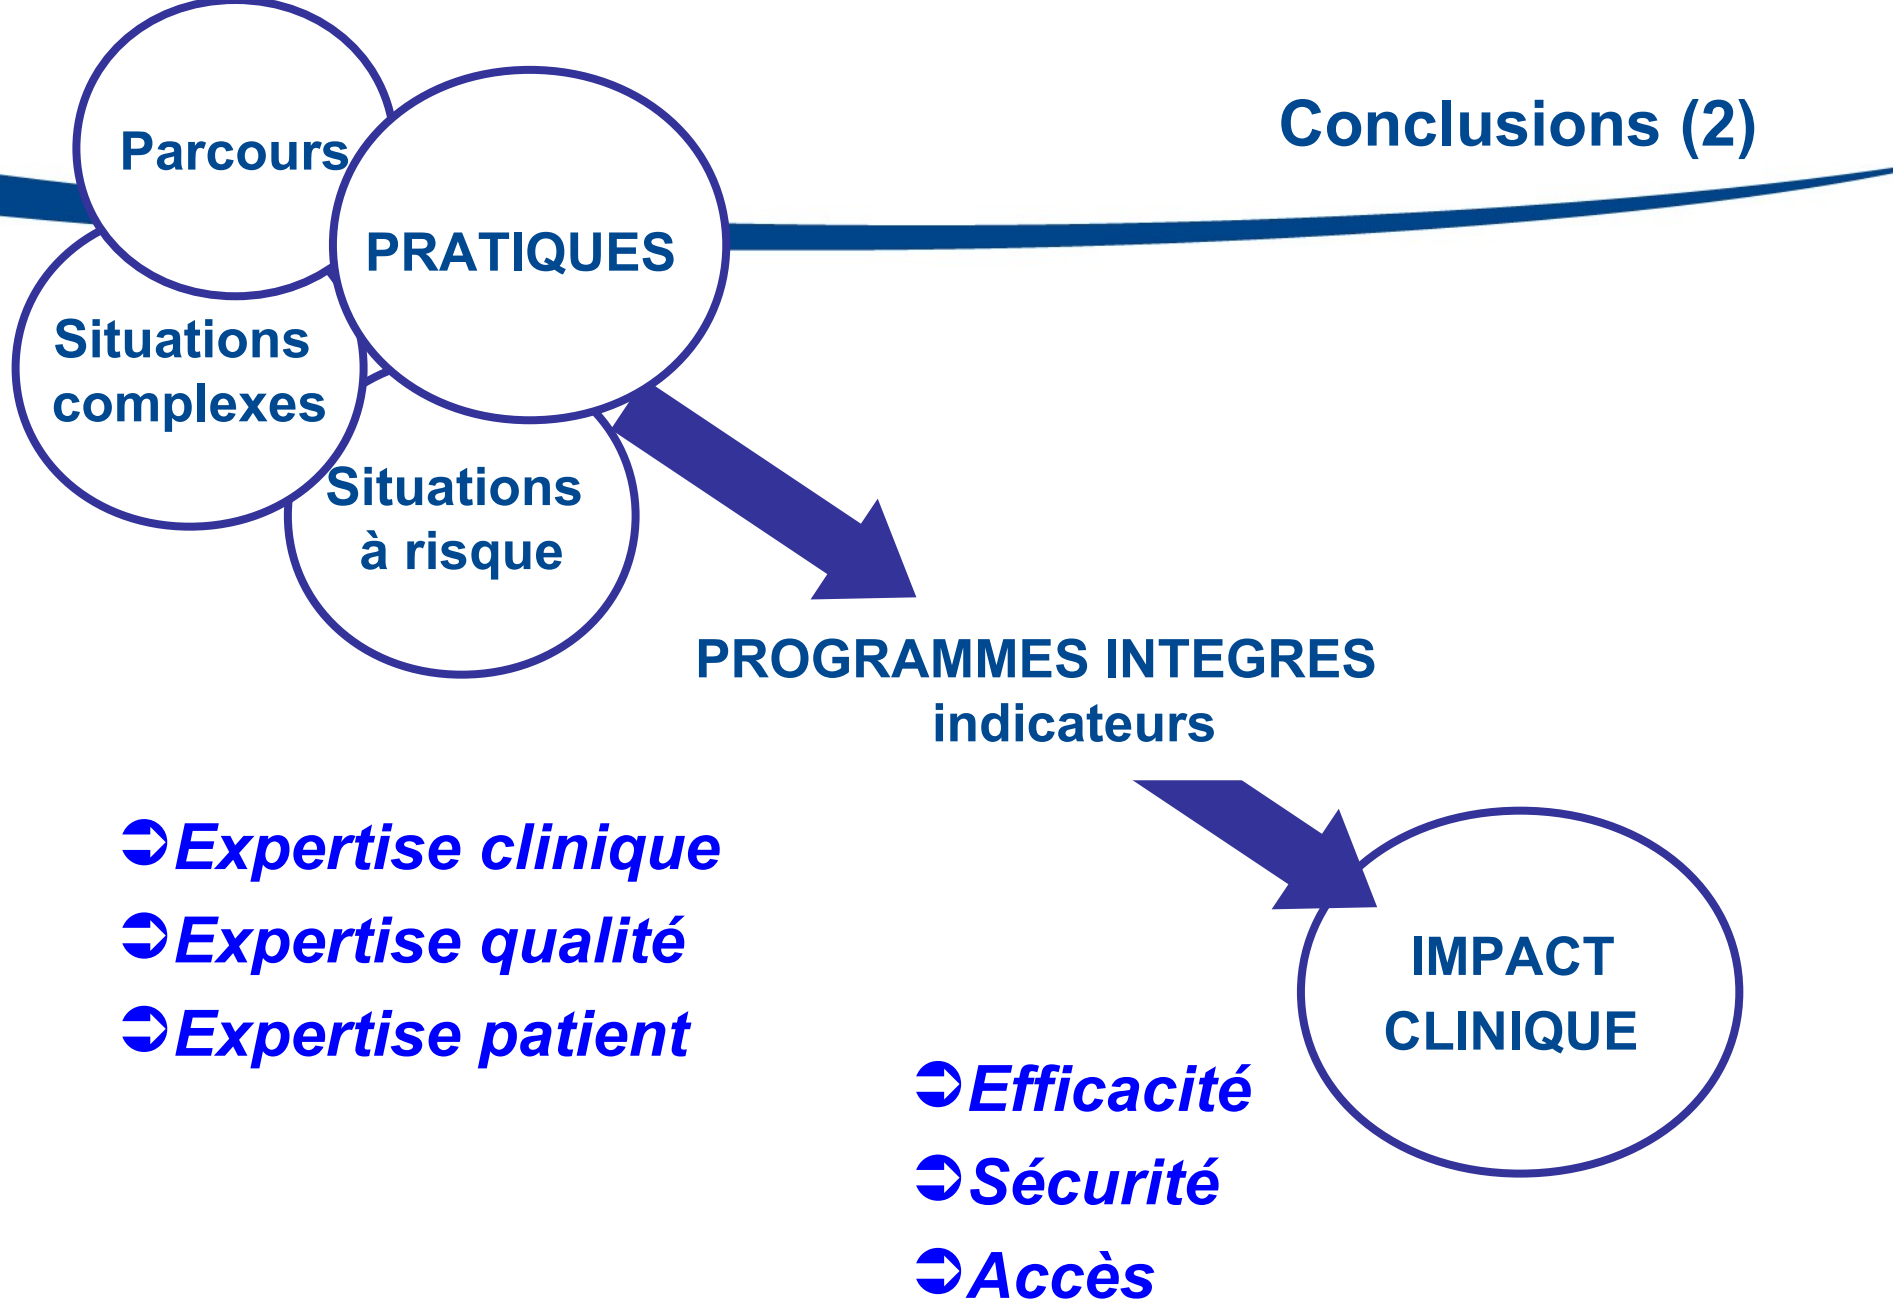 Conclusions (2)
Parcours
PRATIQUES
Situations
complexes
Situations
à risque
PROGRAMMES INTEGRES
indicateurs
➲Expertise clinique
➲Expertise qualité
➲Expertise patient
IMPACT
CLINIQUE
➲Efficacité
➲Sécurité
➲Accès